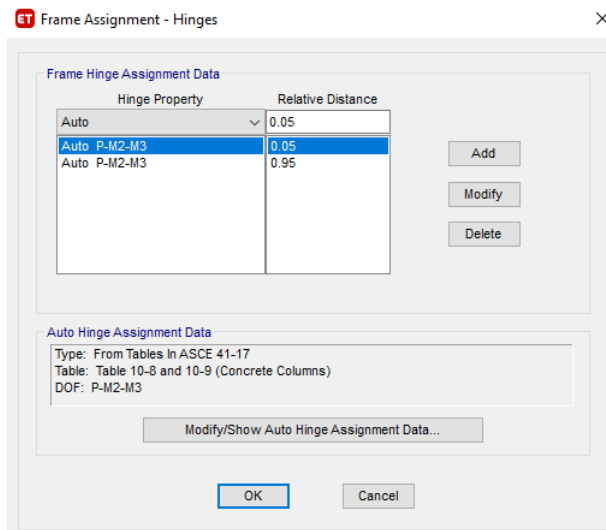 ET Frame Assignment - Hinges
Frame Hinge Assignment Data
Hinge Property Relative Distance
Auto 0.05
Auto P-M2-M3 0.05
Auto P-M2-M3 0.95
Add
Modify
Delete
Auto Hinge Assignment Data
Type: From Tables In ASCE 41-17
Table: Table 10-8 and 10-9 (Concrete Columns)
DOF: P-M2-M3
Modify/Show Auto Hinge Assignment Data...
OK Cancel